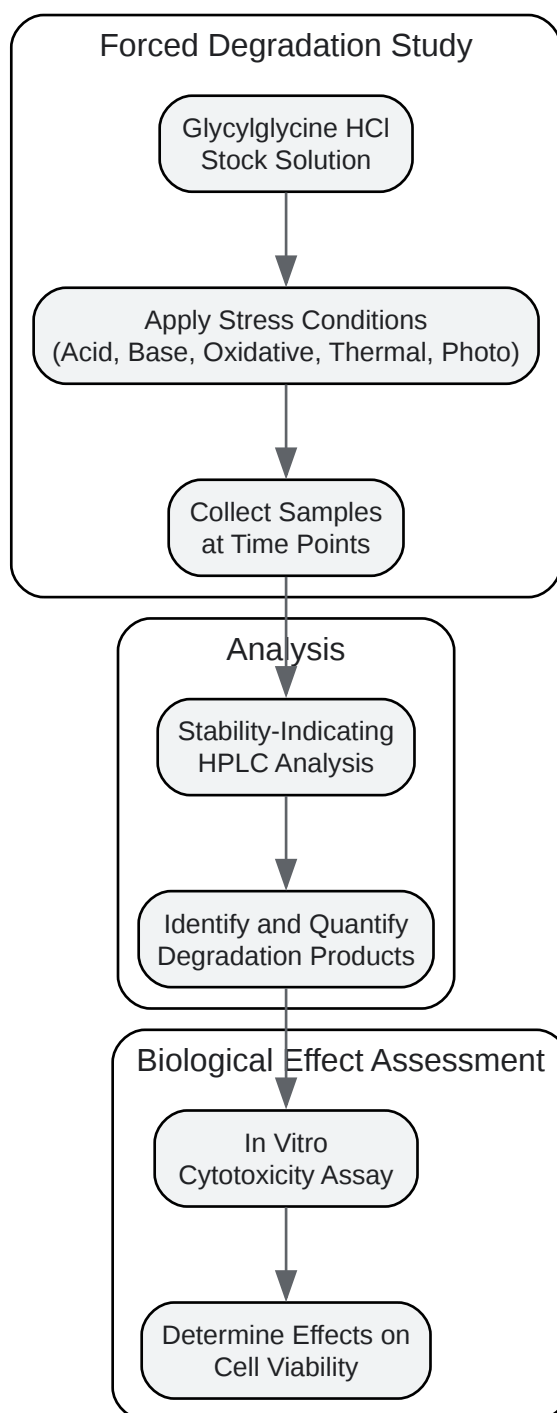 Forced Degradation Study
Glycylglycine HCl
Stock Solution
Apply Stress Conditions
(Acid, Base, Oxidative, Thermal, Photo)
Collect Samples
at Time Points
Analysis
Stability-Indicating
HPLC Analysis
Identify and Quantify
Degradation Products
Biological Effect Assessment
In Vitro
Cytotoxicity Assay
Determine Effects on
Cell Viability